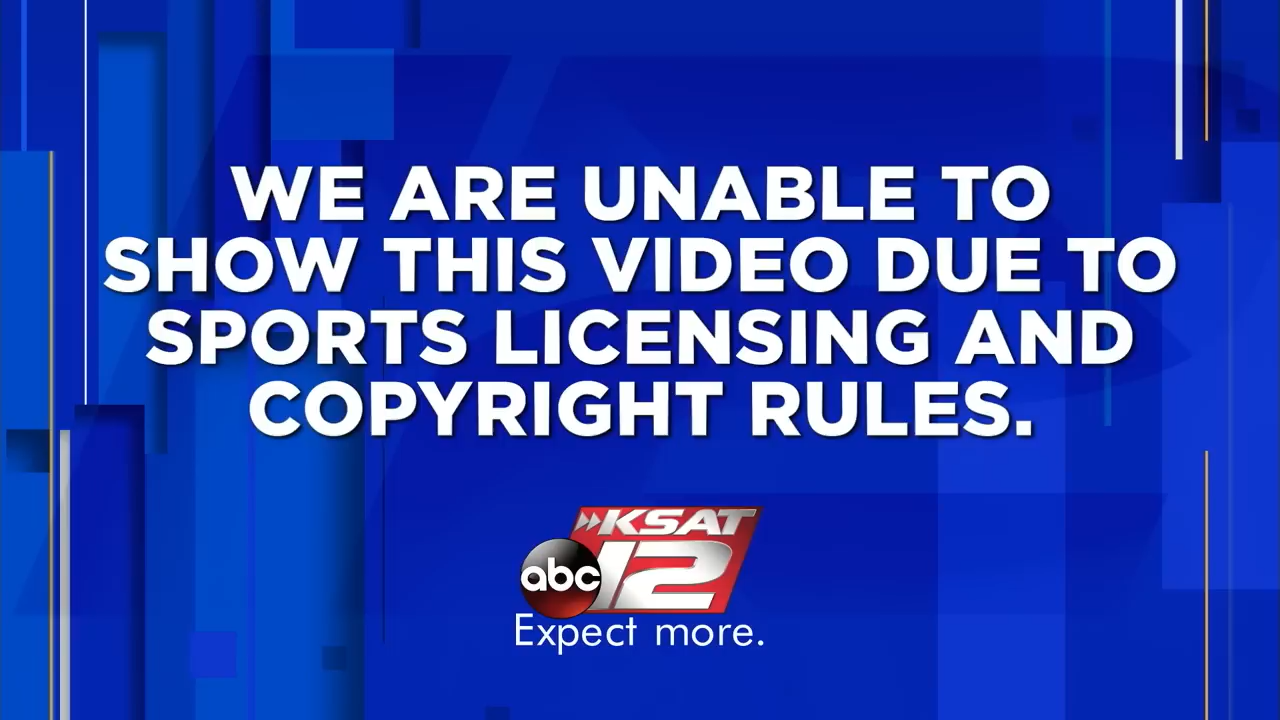 WE ARE UNABLE TO
SHOW THIS VIDEO DUE TO
SPORTS LICENSING AND
COPYRIGHT RULES.
KSAT
abc 12
Expect more.